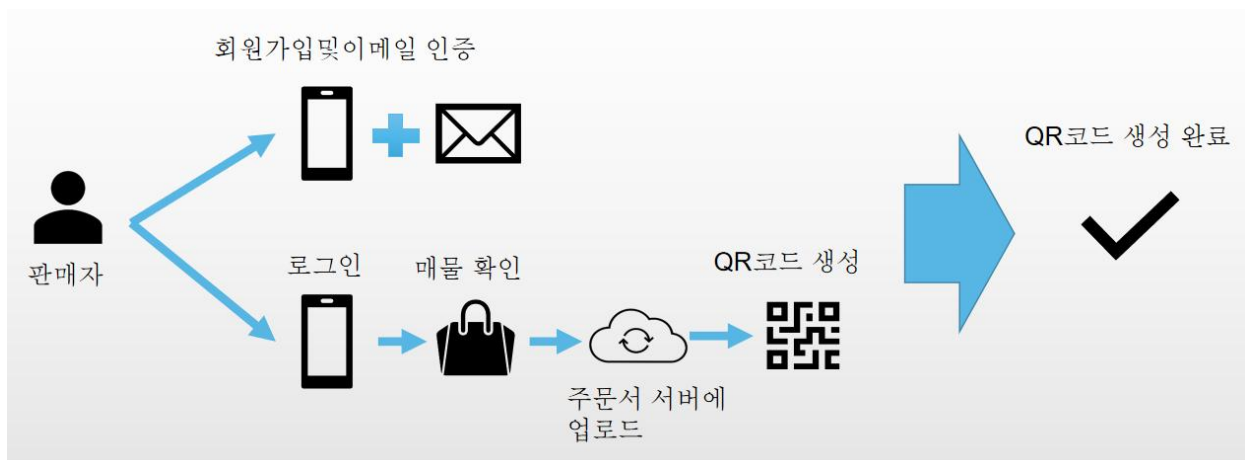 회원가입및이메일 인증
QR코드 생성 완료
판매자
로그인
매물 확인
QR코드 생성
주문서 서버에
업로드